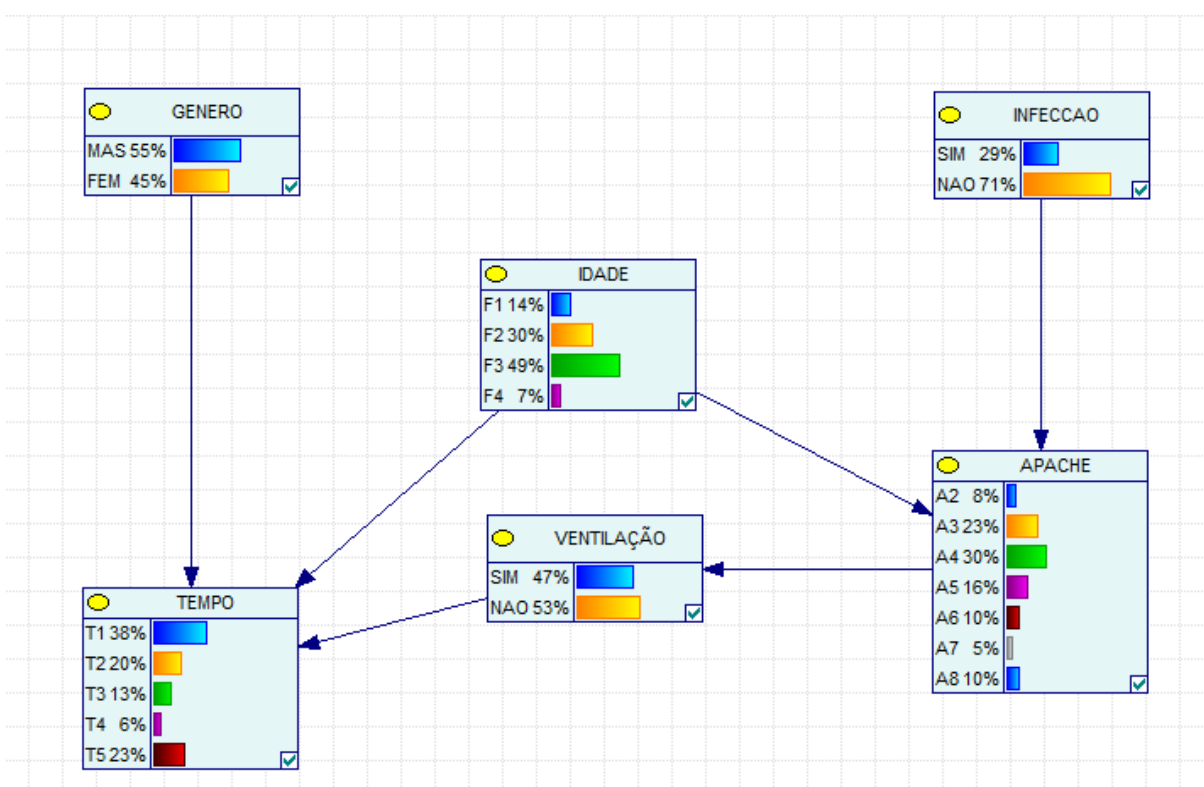 GENERO
MAS 55%
FEM 45%
INFECCAO
SIM 29%
NAO 71%
IDADE
F1 14%
F2 30%
F3 49%
F4 7%
APACHE
A2 8%
A3 23%
A4 30%
A5 16%
A6 10%
A7 5%
A8 10%
VENTILAÇÃO
SIM 47%
NAO 53%
TEMPO
T1 38%
T2 20%
T3 13%
T4 6%
T5 23%